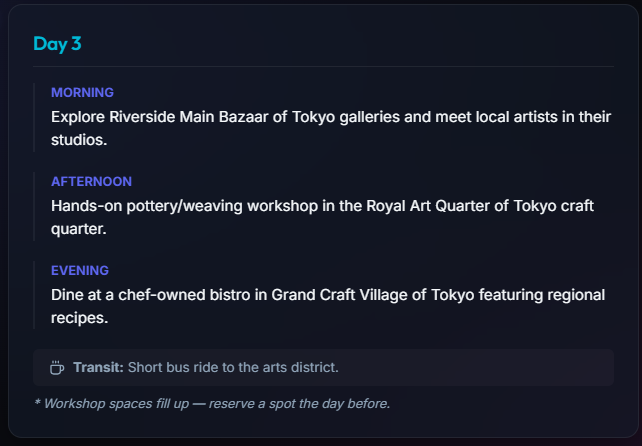 Day 3
MORNING
Explore Riverside Main Bazaar of Tokyo galleries and meet local artists in their
studios.
AFTERNOON
Hands-on pottery/weaving workshop in the Royal Art Quarter of Tokyo craft
quarter.
EVENING
Dine at a chef-owned bistro in Grand Craft Village of Tokyo featuring regional
recipes.
Transit: Short bus ride to the arts district.
* Workshop spaces fill up — reserve a spot the day before.